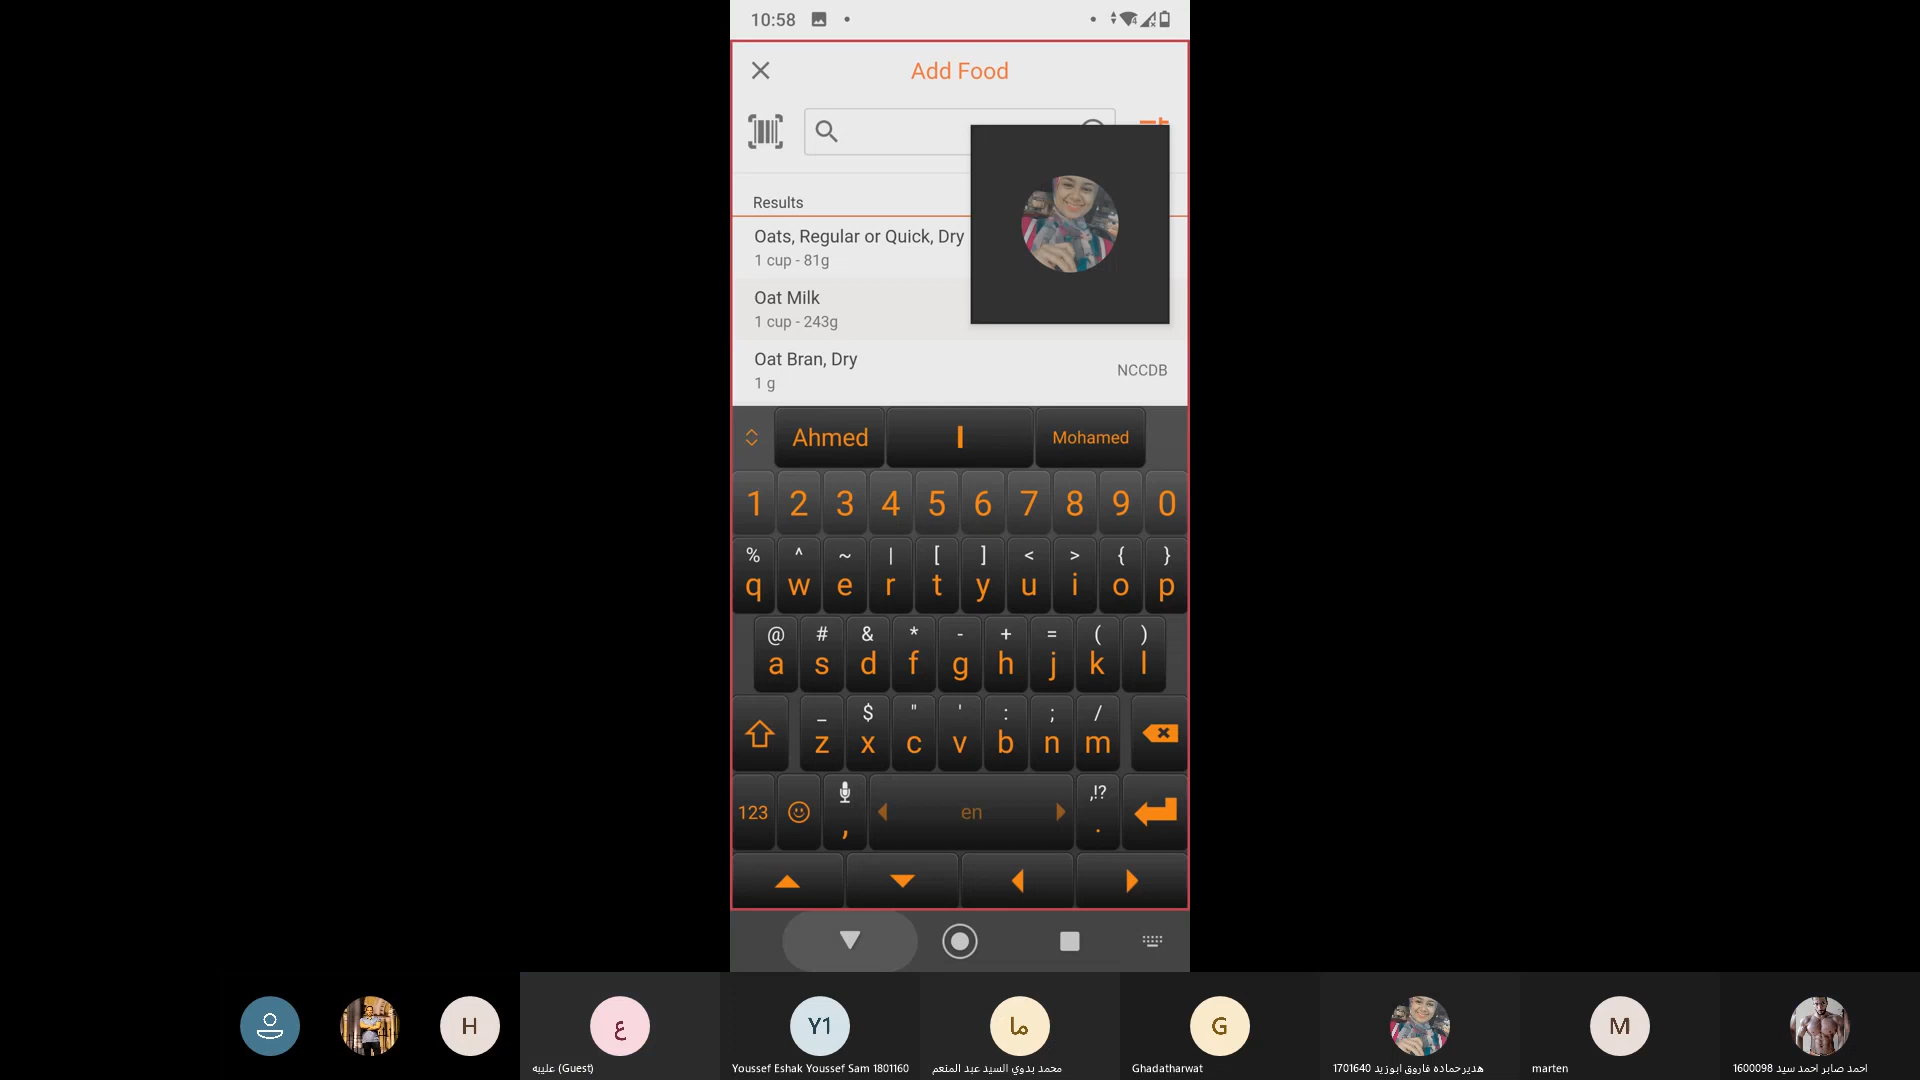 10:58
Add Food
Results
Oats, Regular or Quick, Dry
1 cup - 81g
Oat Milk
1 cup - 243g
Oat Bran, Dry
1 g
NCCDB
Ahmed I Mohamed
1 2 3 4 5 6 7 8 9 0
% ^ ~ | [ ] < > { }
q w e r t y u i o p
@ # & * - + = ( )
a s d f g h j k l
_ $ " ' : ; /
z x c v b n m
,!?
123 , en .
H ع Y1 ما G M
علييه (Guest)
Youssef Eshak Youssef Sam 1801160
محمد بدوي السيد عبد المنعم
Ghadatharwat
هديرحماده فاروق ابوزيد 1701640
marten
احمد صابر احمد سيد 1600098